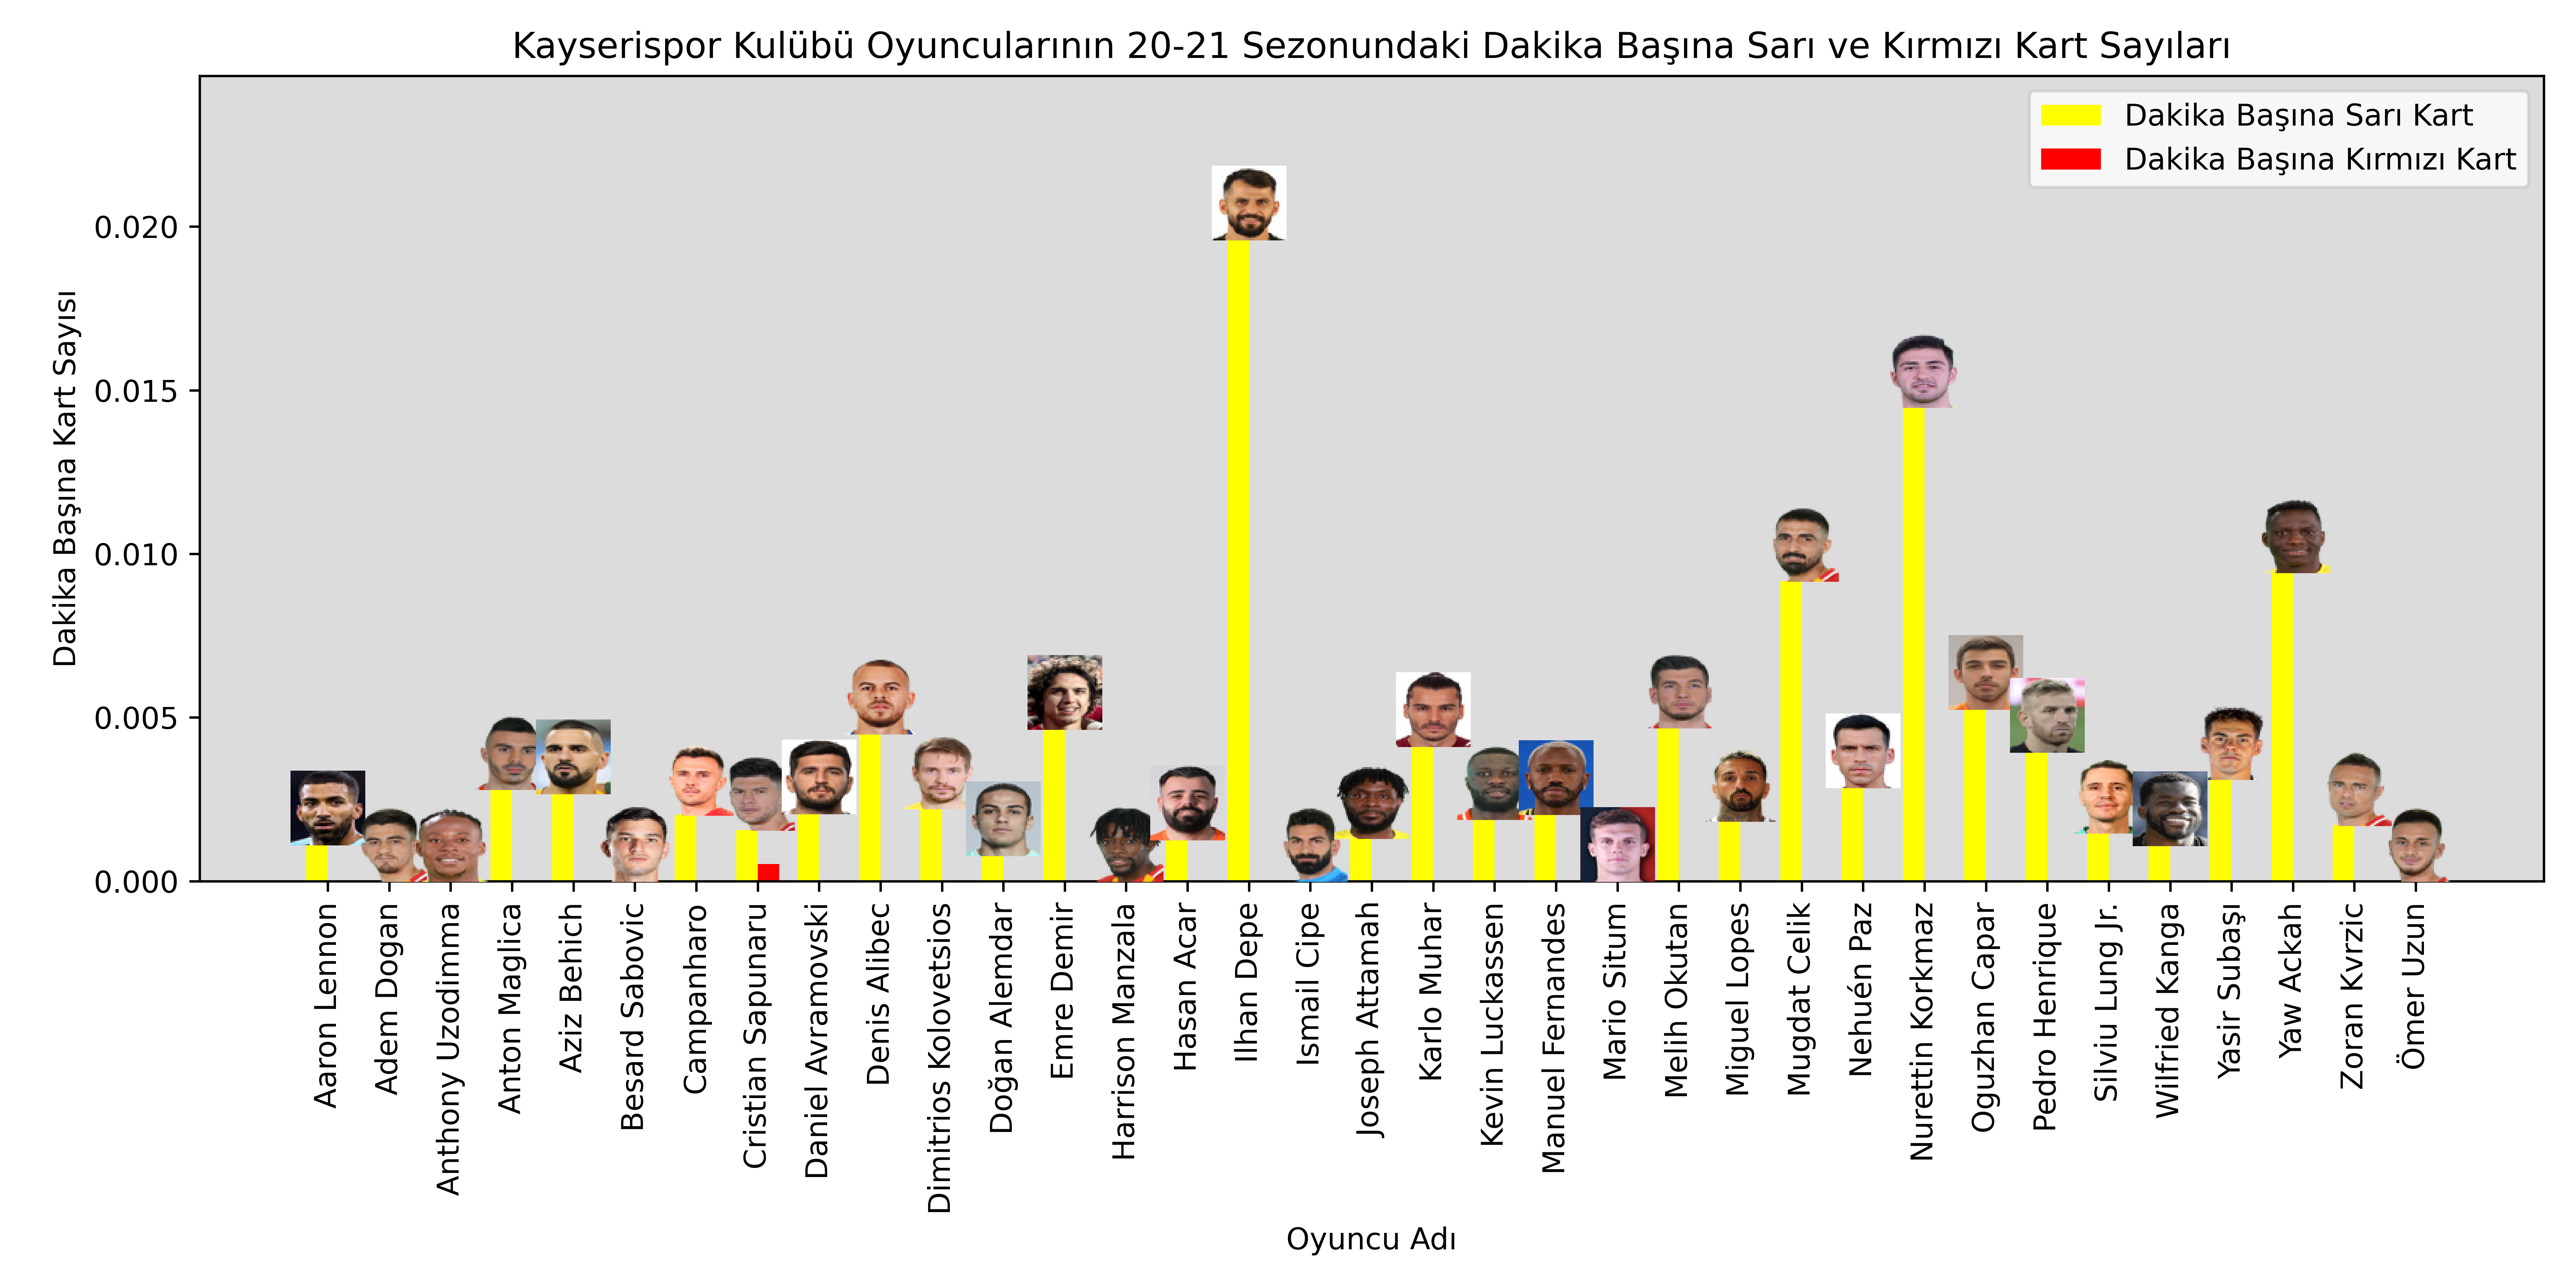 Kayserispor Kulübü Oyuncularının 20-21 Sezonundaki Dakika Başına Sarı ve Kırmızı Kart Sayıları
Dakika Başına Sarı Kart
Dakika Başına Kırmızı Kart
Dakika Başına Kart Sayısı
0.020
0.015
0.010
0.005
0.000
Aaron Lennon
Adem Dogan
Anthony Uzodimma
Anton Maglica
Aziz Behich
Besard Sabovic
Campanharo
Cristian Sapunaru
Daniel Avramovski
Denis Alibec
Dimitrios Kolovetsios
Doğan Alemdar
Emre Demir
Harrison Manzala
Hasan Acar
Ilhan Depe
Ismail Cipe
Joseph Attamah
Karlo Muhar
Kevin Luckassen
Manuel Fernandes
Mario Situm
Melih Okutan
Miguel Lopes
Mugdat Celik
Nehuén Paz
Nurettin Korkmaz
Oguzhan Capar
Pedro Henrique
Silviu Lung Jr.
Wilfried Kanga
Yasir Subaşı
Yaw Ackah
Zoran Kvrzic
Ömer Uzun
Oyuncu Adı